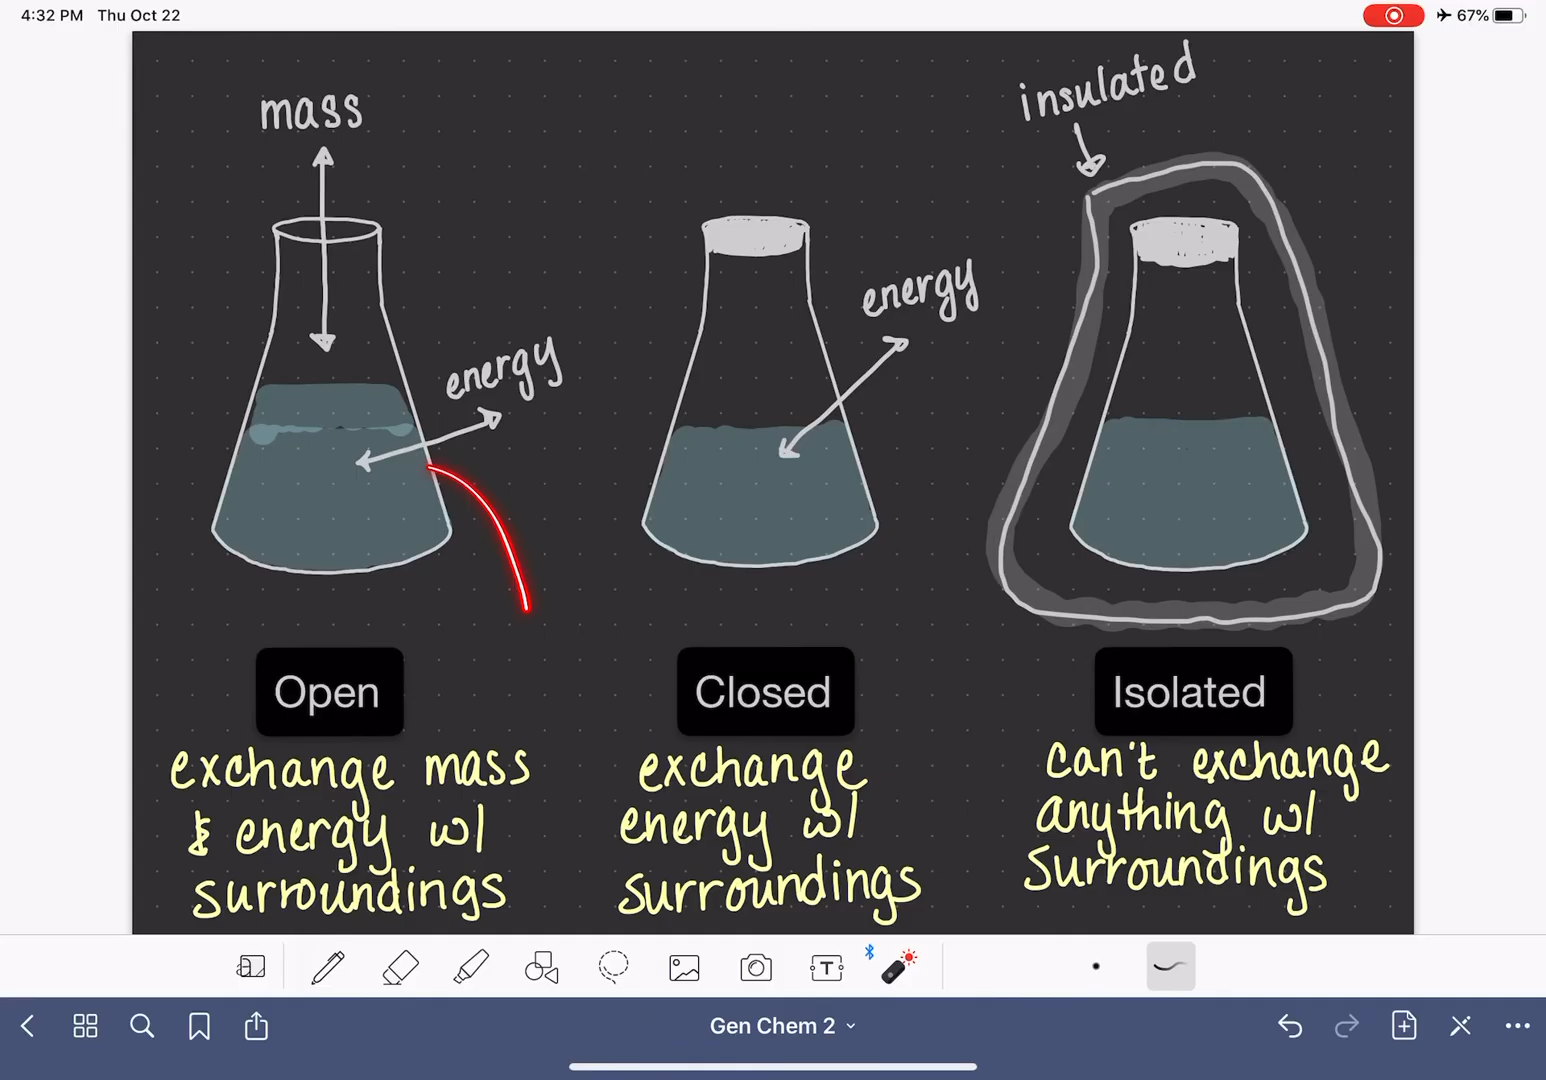 4:32 PM Thu Oct 22
67%
mass
energy
energy
insulated
Open
exchange mass
& energy w/
surroundings
Closed
exchange
energy w/
surroundings
Isolated
can't exchange
anything w/
surroundings
T
Gen Chem 2